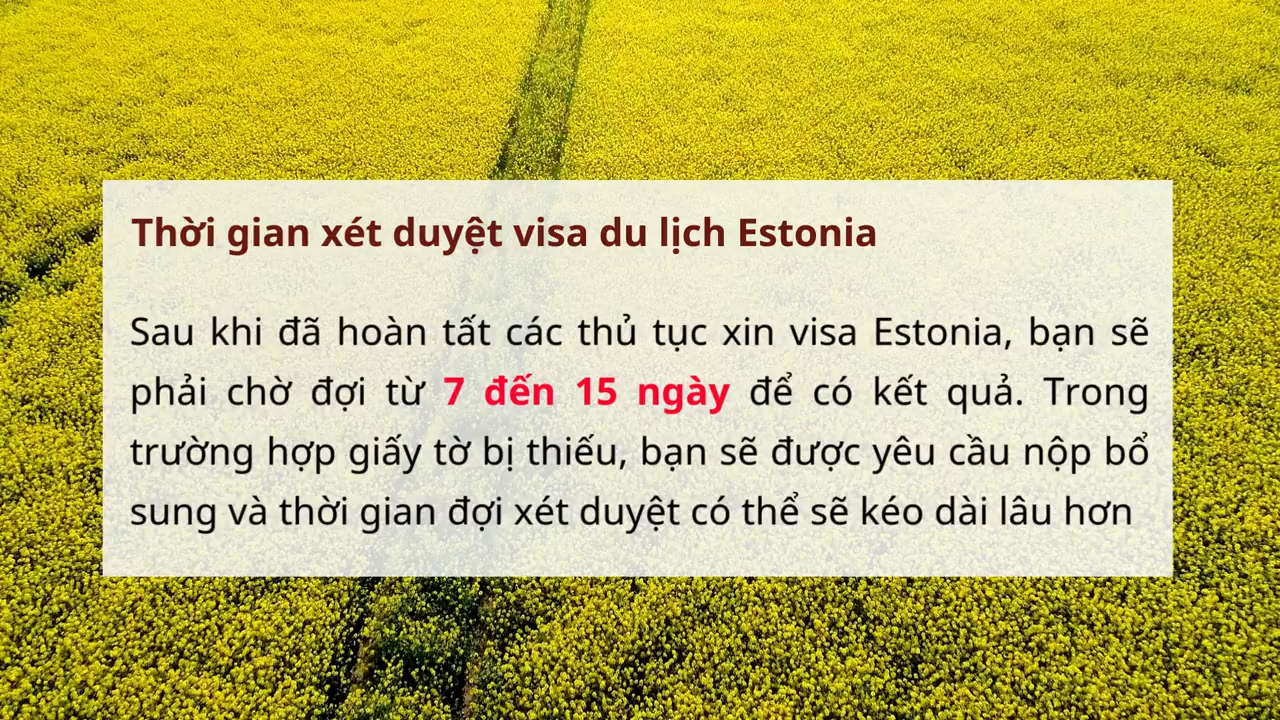 Thời gian xét duyệt visa du lịch Estonia
Sau khi đã hoàn tất các thủ tục xin visa Estonia, bạn sẽ
phải chờ đợi từ 7 đến 15 ngày để có kết quả. Trong
trường hợp giấy tờ bị thiếu, bạn sẽ được yêu cầu nộp bổ
sung và thời gian đợi xét duyệt có thể sẽ kéo dài lâu hơn